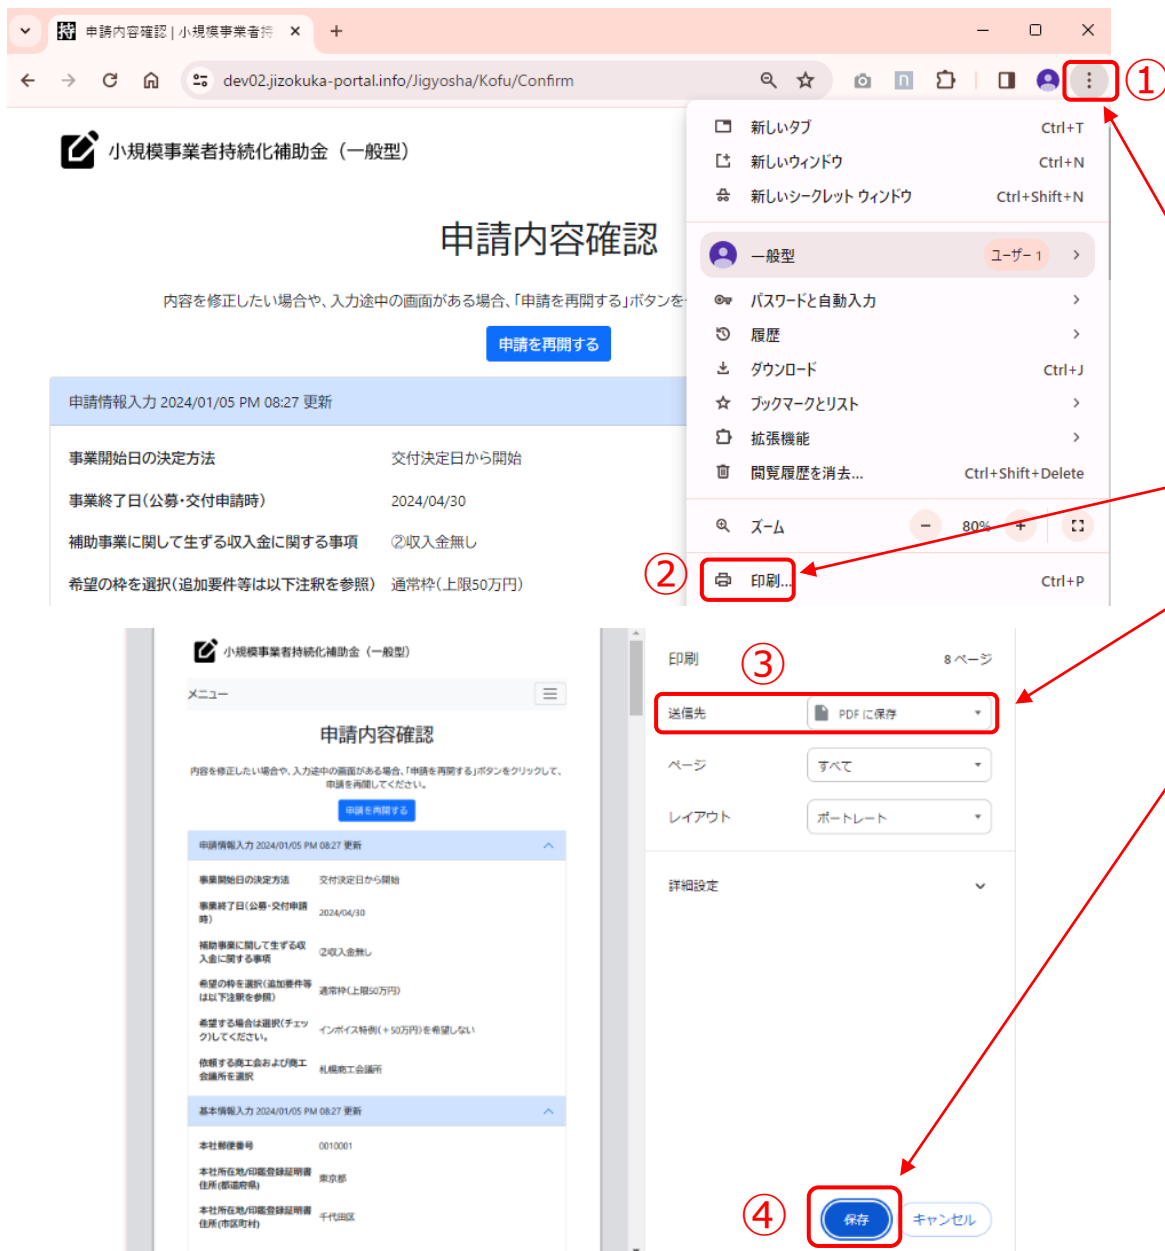 申請内容確認 | 小規模事業者持
dev02.jizokuka-portal.info/Jigyosha/Kofu/Confirm
①
小規模事業者持続化補助金（一般型）
申請内容確認
内容を修正したい場合や、入力途中の画面がある場合、「申請を再開する」ボタンを
申請を再開する
申請情報入力 2024/01/05 PM 08:27 更新
事業開始日の決定方法 交付決定日から開始
事業終了日(公募・交付申請時) 2024/04/30
補助事業に関して生ずる収入金に関する事項 ②収入金無し
希望の枠を選択(追加要件等は以下注釈を参照) 通常枠(上限50万円)
新しいタブ Ctrl+T
新しいウィンドウ Ctrl+N
新しいシークレット ウィンドウ Ctrl+Shift+N
一般型 ユーザー 1
パスワードと自動入力
履歴
ダウンロード Ctrl+J
ブックマークとリスト
拡張機能
閲覧履歴を消去... Ctrl+Shift+Delete
ズーム − 80% +
② 印刷... Ctrl+P
小規模事業者持続化補助金（一般型）
メニュー
申請内容確認
内容を修正したい場合や、入力途中の画面がある場合、「申請を再開する」ボタンをクリックして、
申請を再開してください。
申請を再開する
申請情報入力 2024/01/05 PM 08:27 更新
事業開始日の決定方法 交付決定日から開始
事業終了日(公募・交付申請
時) 2024/04/30
補助事業に関して生ずる収
入金に関する事項 ②収入金無し
希望の枠を選択(追加要件等
は以下注釈を参照) 通常枠(上限50万円)
希望する場合は選択(チェッ
ク)してください。 インボイス特例(＋50万円)を希望しない
依頼する商工会および商工
会議所を選択 札幌商工会議所
基本情報入力 2024/01/05 PM 08:27 更新
本社郵便番号 0010001
本社所在地/印鑑登録証明書
住所(都道府県) 東京都
本社所在地/印鑑登録証明書
住所(市区町村) 千代田区
印刷 ③ 8 ページ
送信先 PDF に保存
ページ すべて
レイアウト ポートレート
詳細設定
④ 保存 キャンセル